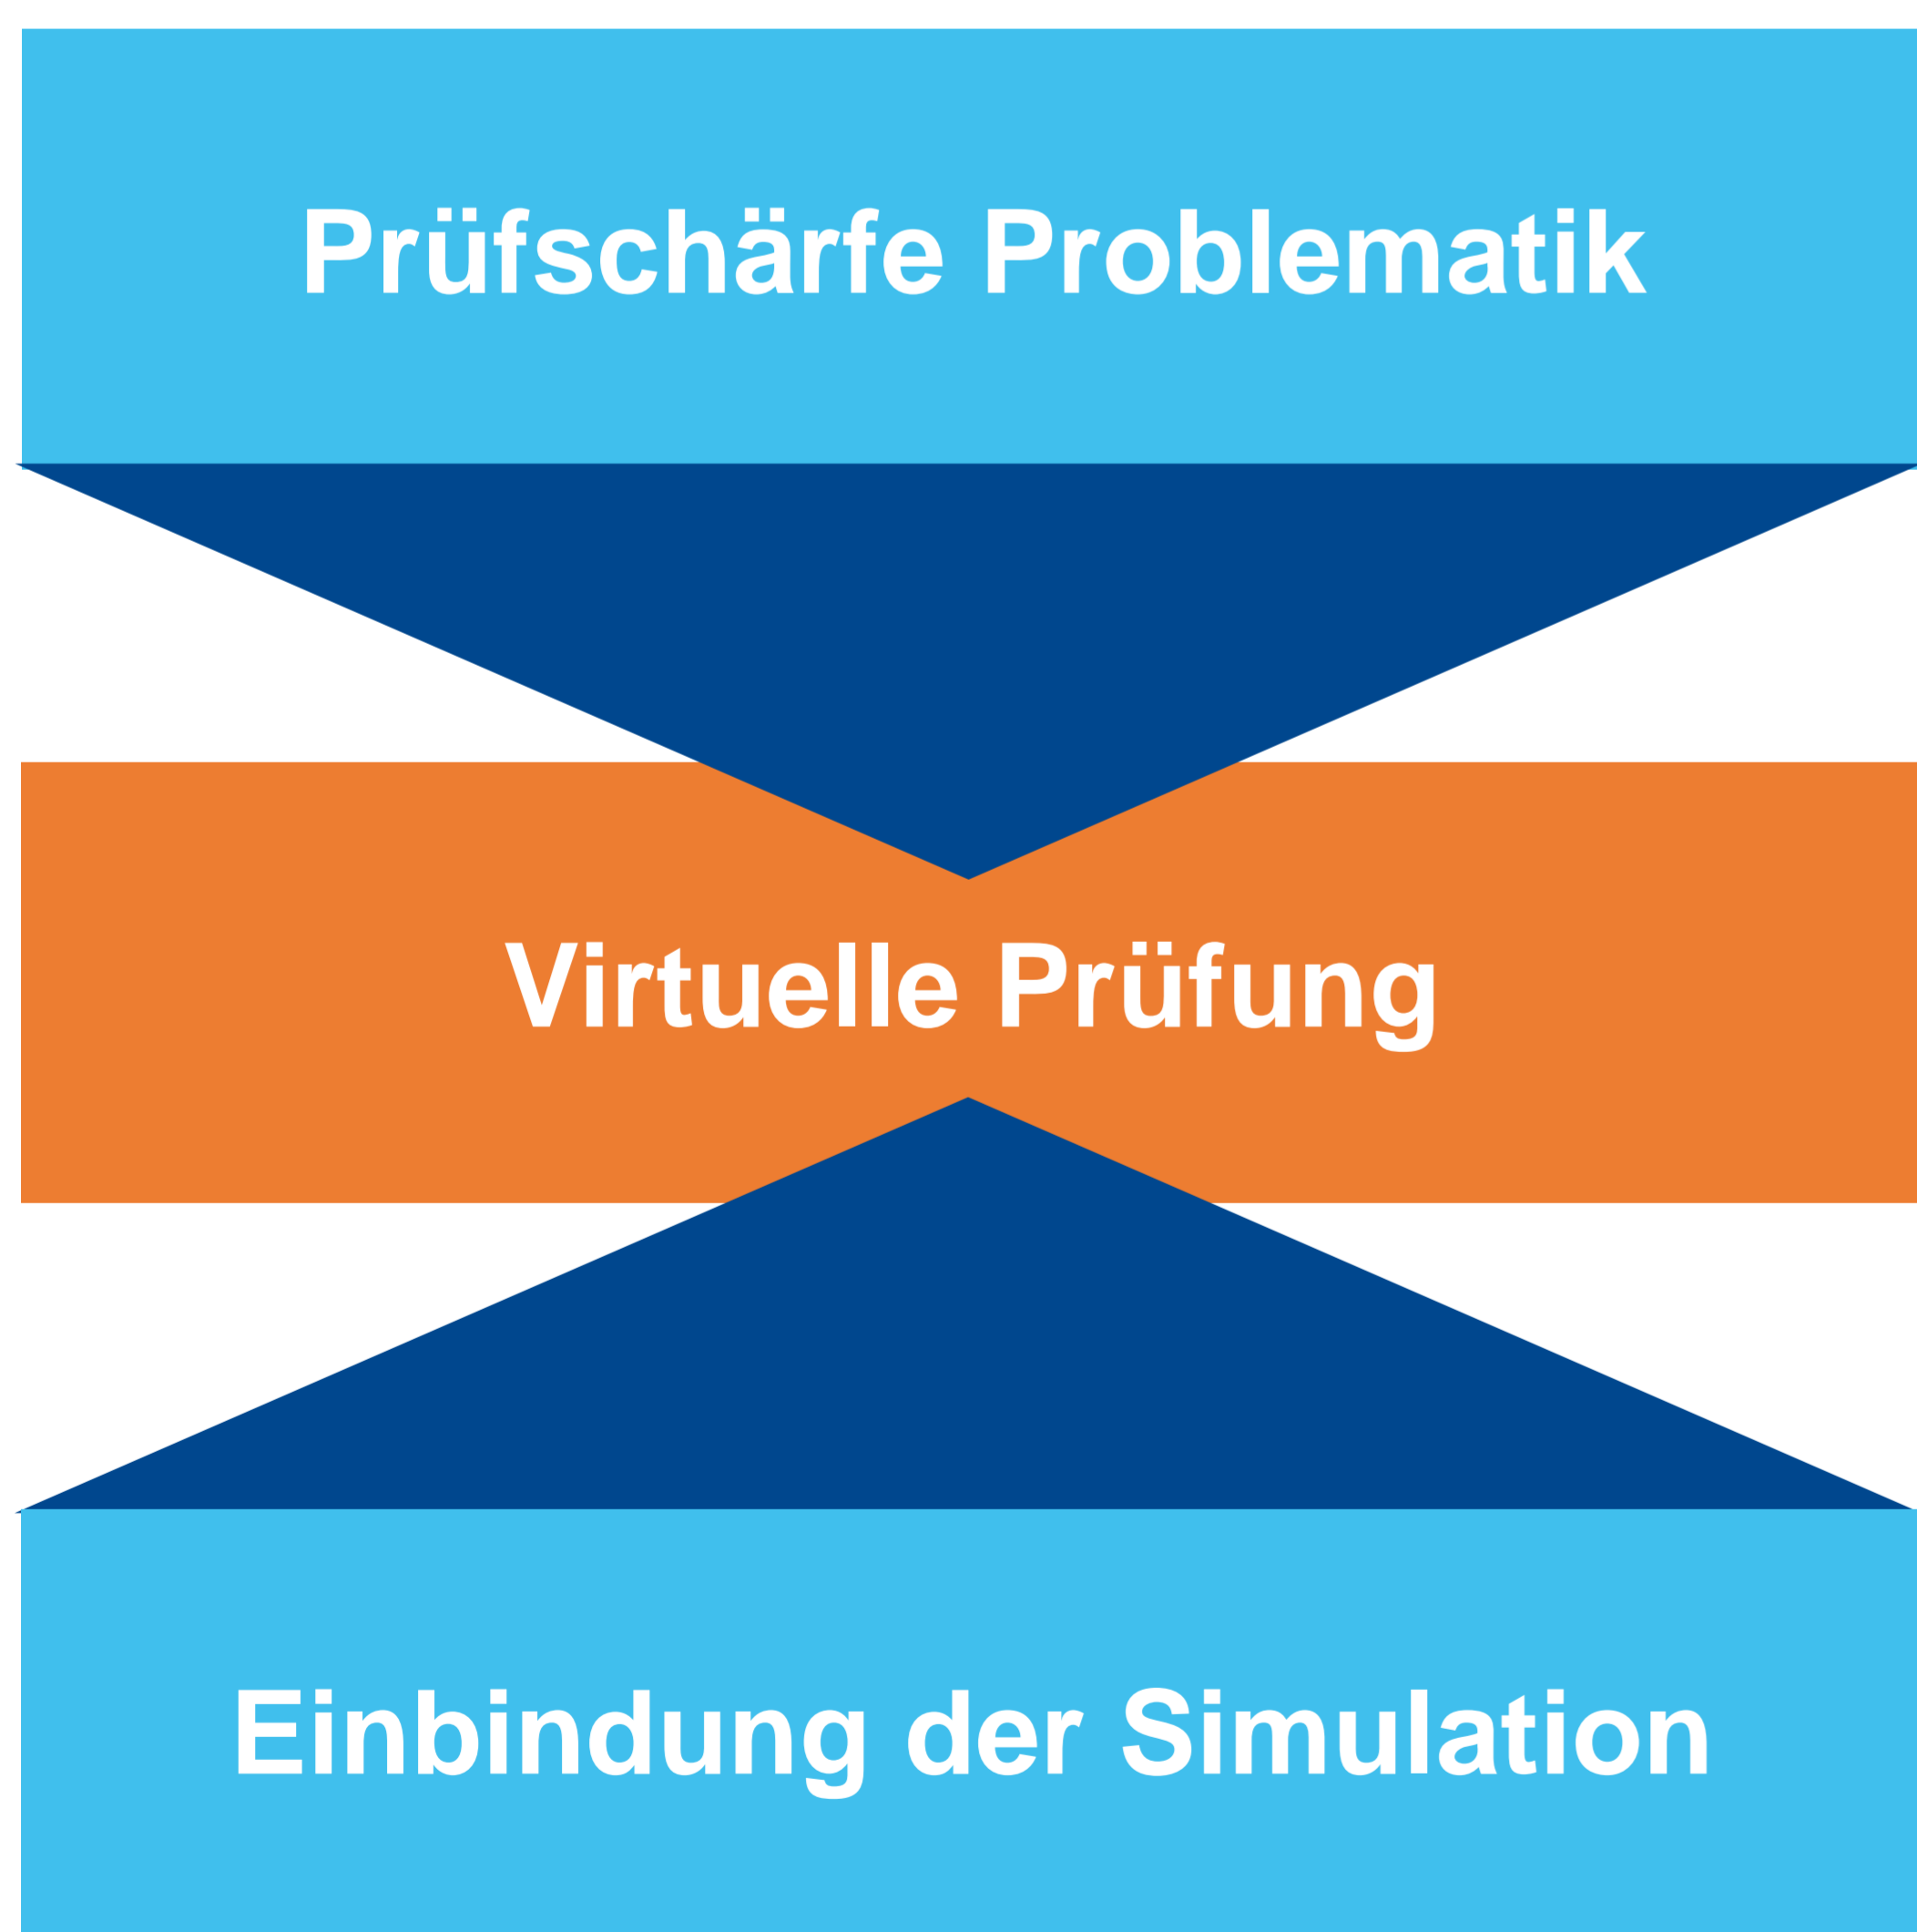 Prüfschärfe Problematik
Virtuelle Prüfung
Einbindung der Simulation